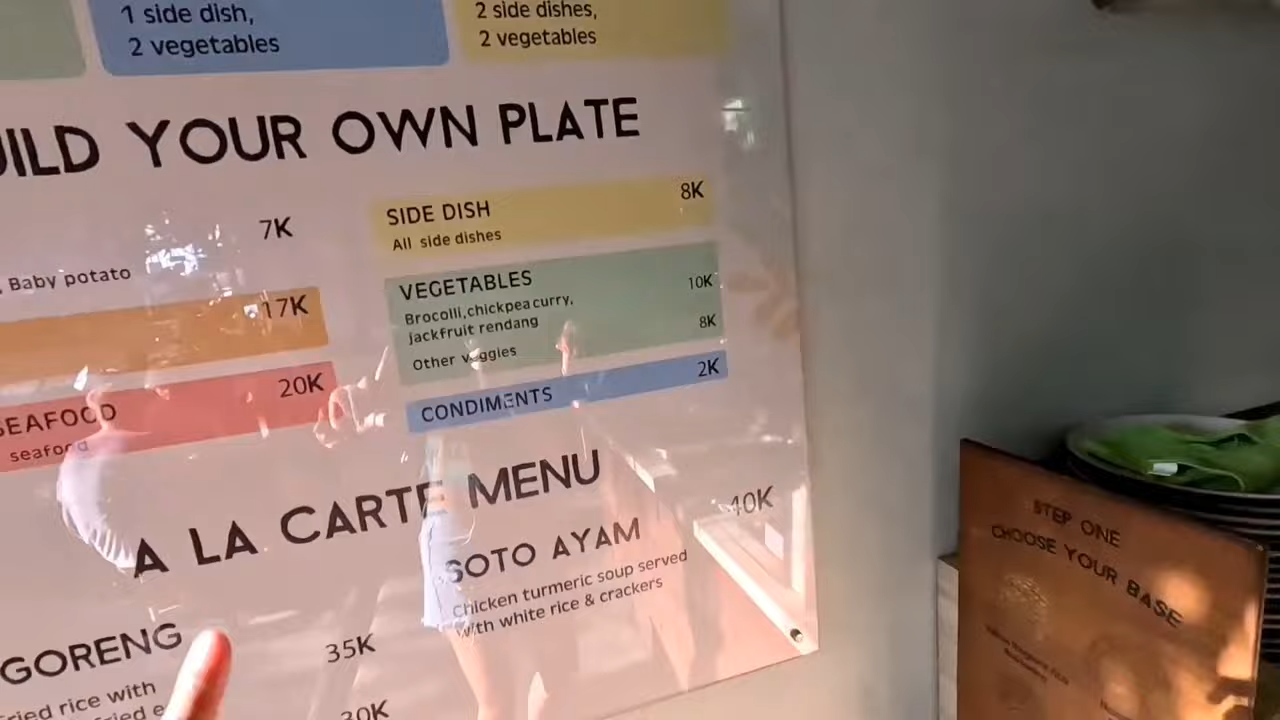 1 side dish,
2 vegetables
2 side dishes,
2 vegetables
YOUR OWN PLATE
7K
Baby potato
17K
20K
SEAFOOD
seafood
SIDE DISH 8K
All side dishes
VEGETABLES
Brocolli,chickpea curry, 10K
jackfruit rendang
Other veggies 8K
CONDIMENTS 2K
A LA CARTE MENU
GORENG 35K
fried rice with
30K
SOTO AYAM 40K
Chicken turmeric soup served
with white rice & crackers
STEP ONE
CHOOSE YOUR BASE